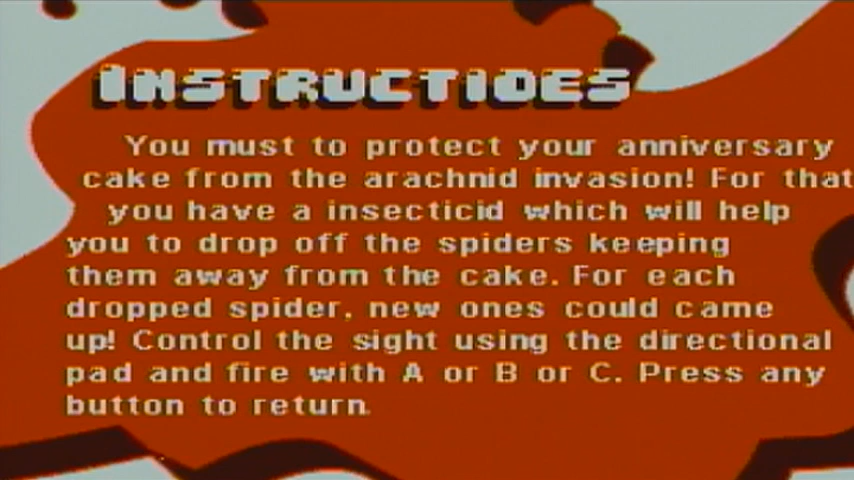 INSTRUCTIOES
You must to protect your anniversary
cake from the arachnid invasion! For that
you have a insecticid which will help
you to drop off the spiders keeping
them away from the cake. For each
dropped spider, new ones could came
up! Control the sight using the directional
pad and fire with A or B or C. Press any
button to return.